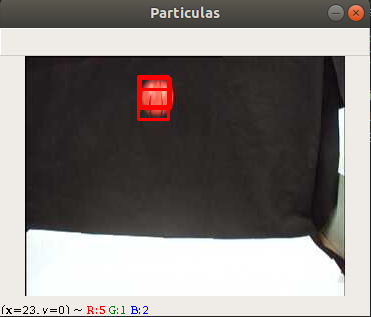 Particulas
(x=23, y=0) ~ R:5 G:1 B:2